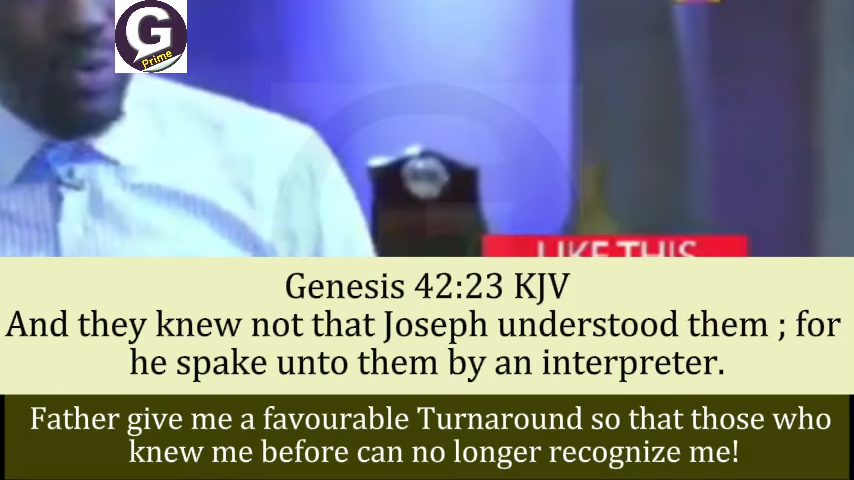 G
Prime
LIKE THIS
Genesis 42:23 KJV
And they knew not that Joseph understood them ; for
he spake unto them by an interpreter.
Father give me a favourable Turnaround so that those who
knew me before can no longer recognize me!